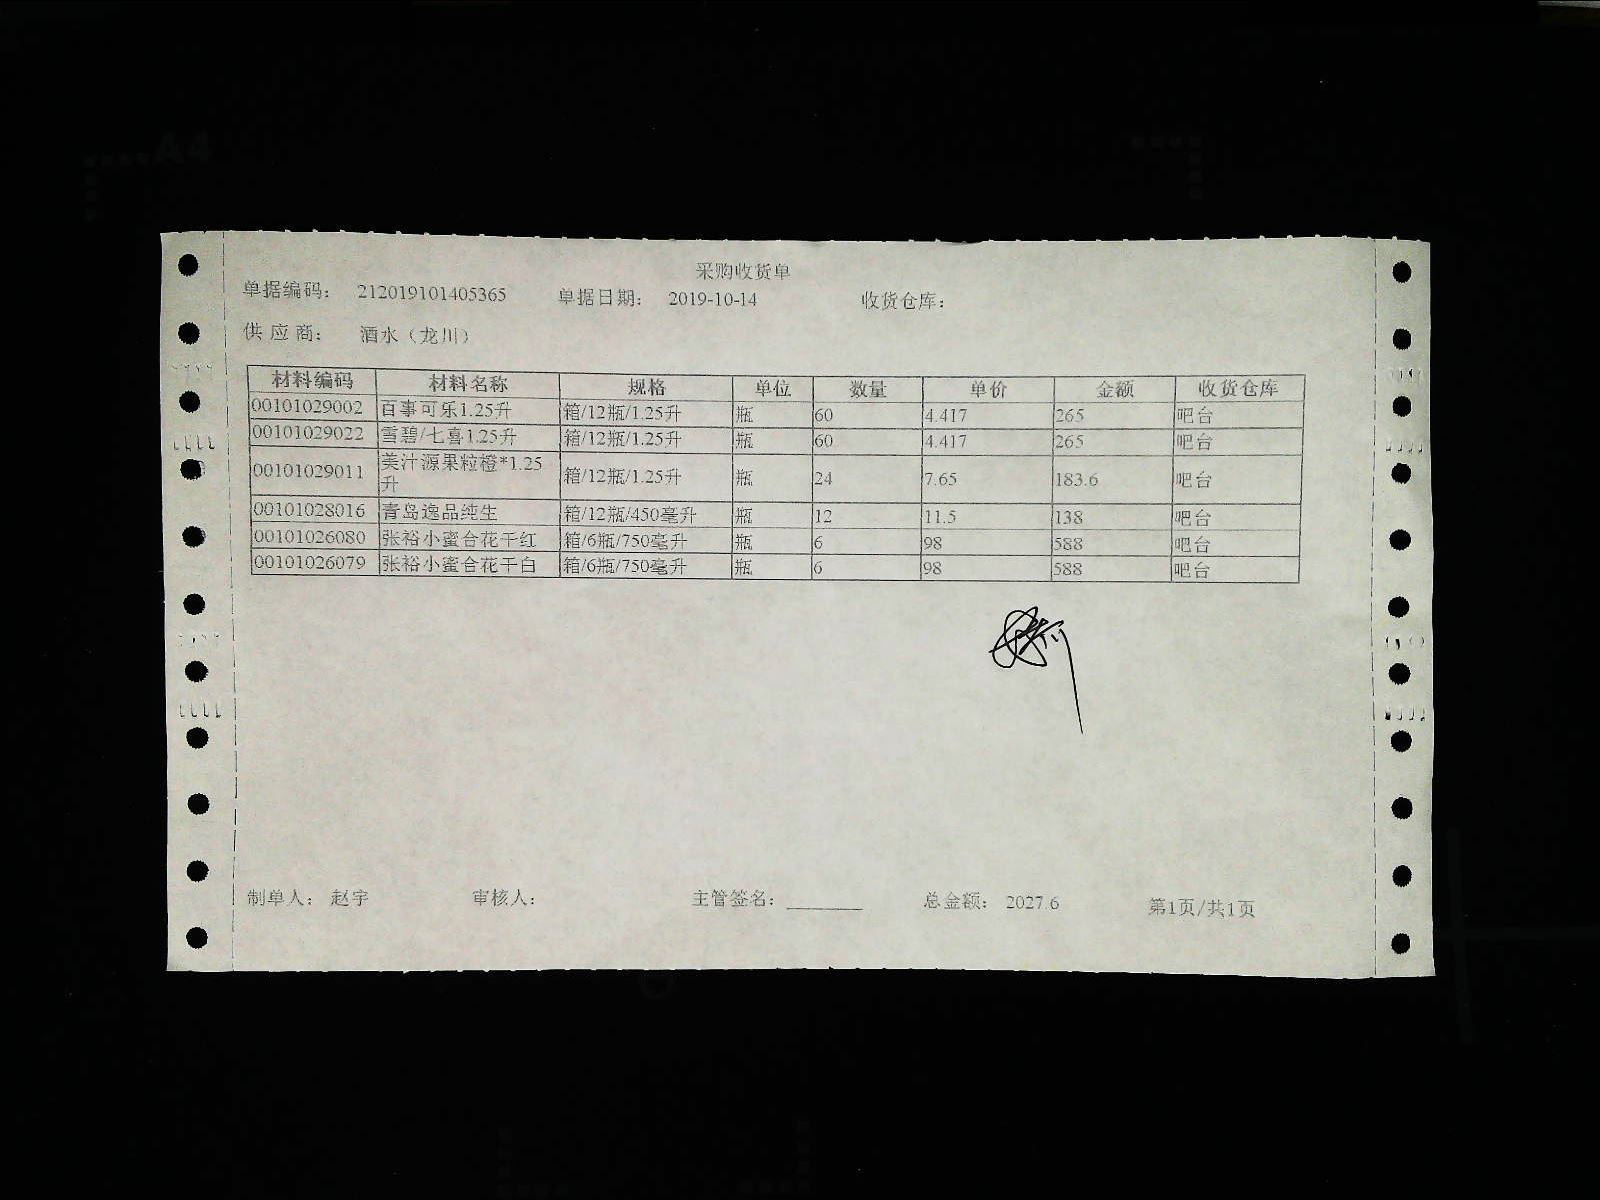 采购收货单
单据编码： 212019101405365 单据日期： 2019-10-14 收货仓库：
供 应 商： 酒水（龙川）
材料编码 材料名称 规格 单位 数量 单价 金额 收货仓库
00101029002 百事可乐1.25升 箱/12瓶/1.25升 瓶 60 4.417 265 吧台
00101029022 雪碧/七喜1.25升 箱/12瓶/1.25升 瓶 60 4.417 265 吧台
00101029011 美汁源果粒橙*1.25升 箱/12瓶/1.25升 瓶 24 7.65 183.6 吧台
00101028016 青岛逸品纯生 箱/12瓶/450毫升 瓶 12 11.5 138 吧台
00101026080 张裕小蜜合花干红 箱/6瓶/750毫升 瓶 6 98 588 吧台
00101026079 张裕小蜜合花干白 箱/6瓶/750毫升 瓶 6 98 588 吧台
制单人： 赵宇 审核人： 主管签名： 总金额： 2027.6 第1页/共1页